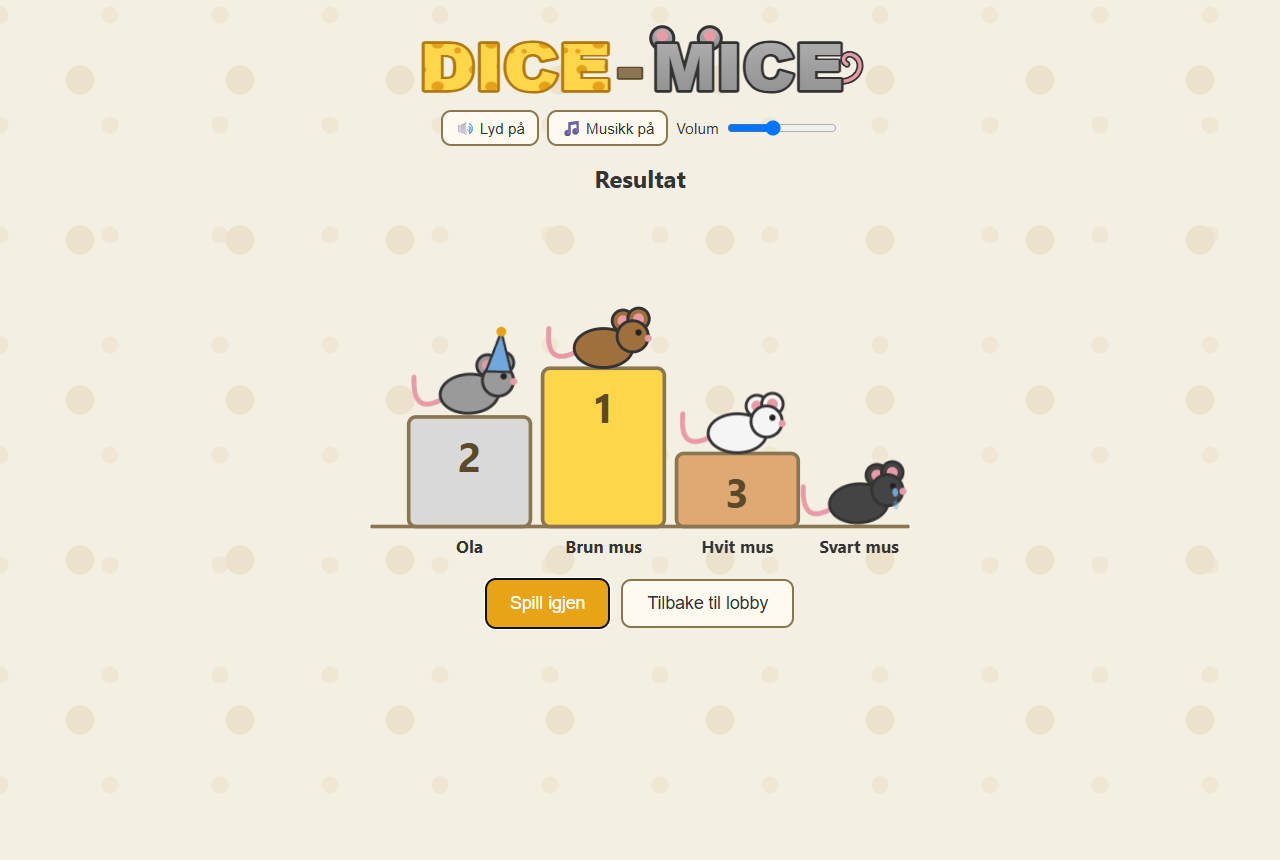 DICE-MICE
🔊 Lyd på 🎵 Musikk på Volum
Resultat
1
2
3
Ola Brun mus Hvit mus Svart mus
Spill igjen Tilbake til lobby